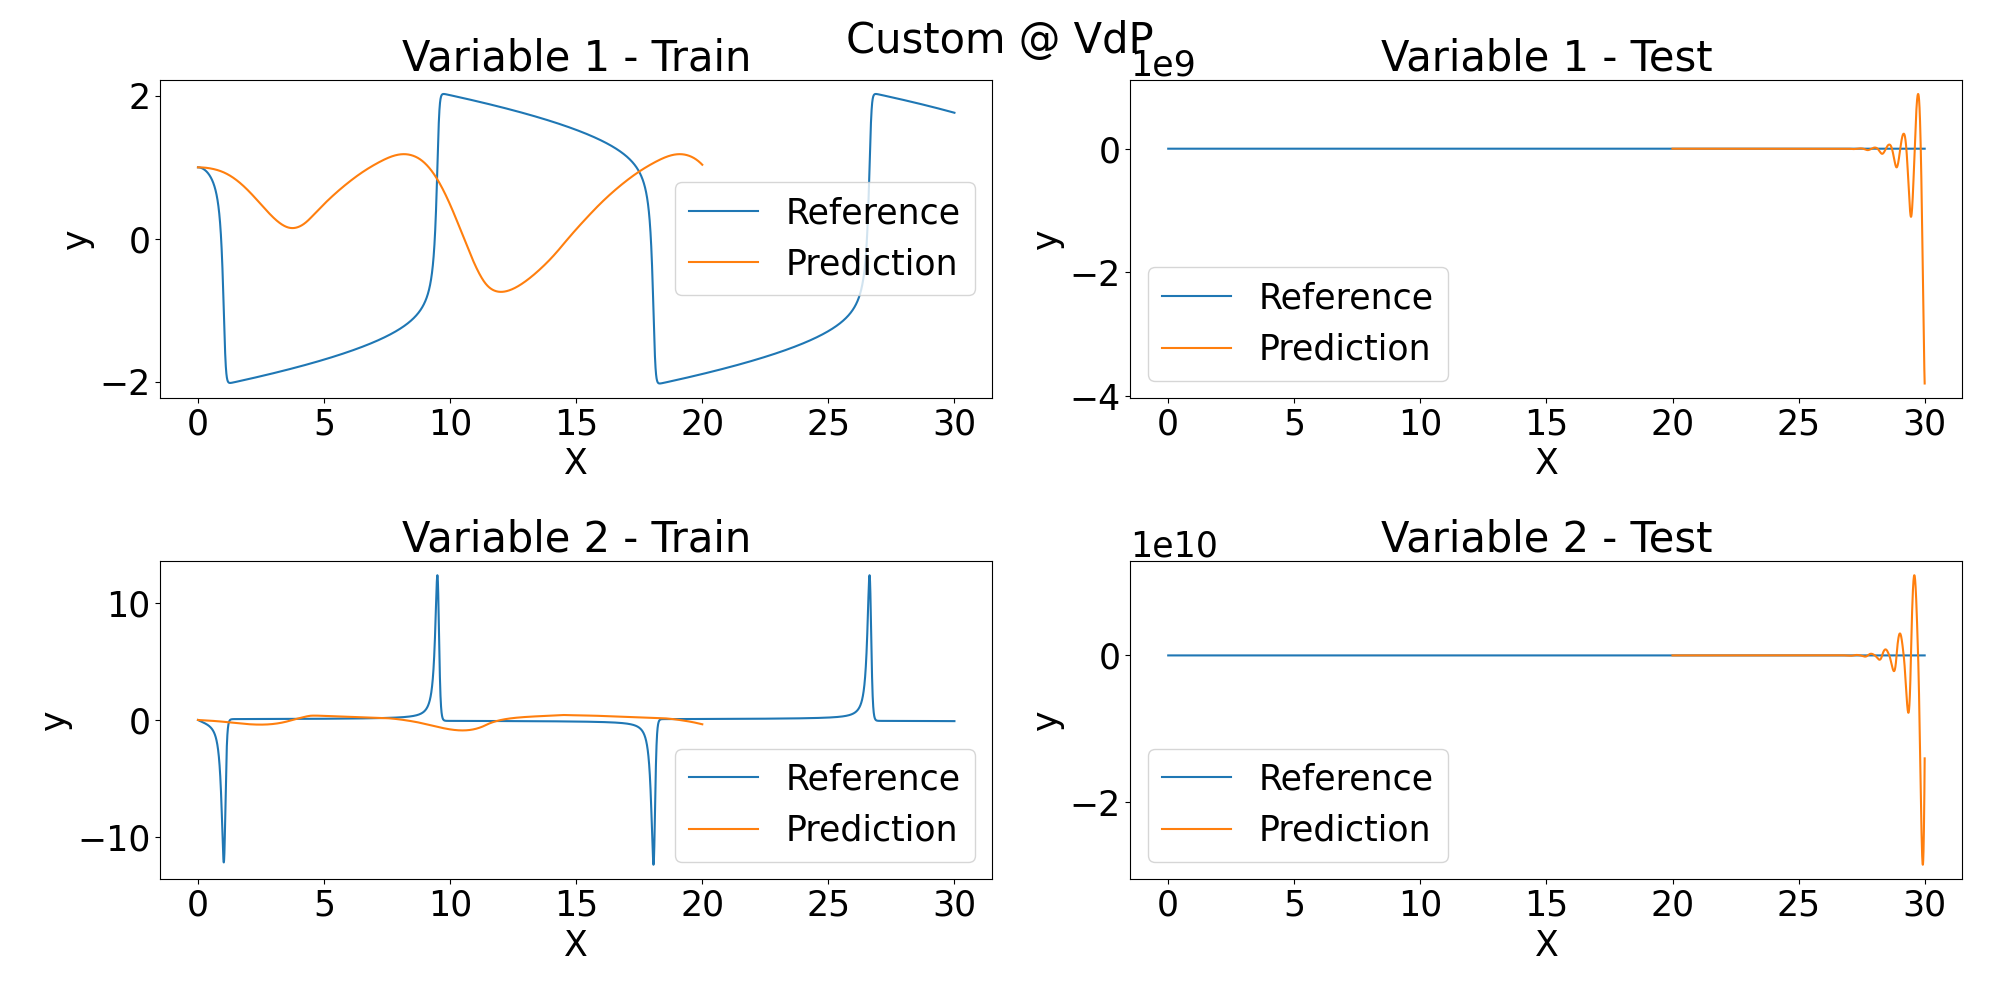 Custom @ VdP
Variable 1 - Train
2
0
−2
y
0 5 10 15 20 25 30
X
Reference
Prediction
Variable 1 - Test
1e9
0
−2
−4
y
0 5 10 15 20 25 30
X
Reference
Prediction
Variable 2 - Train
10
0
−10
y
0 5 10 15 20 25 30
X
Reference
Prediction
Variable 2 - Test
1e10
0
−2
y
0 5 10 15 20 25 30
X
Reference
Prediction